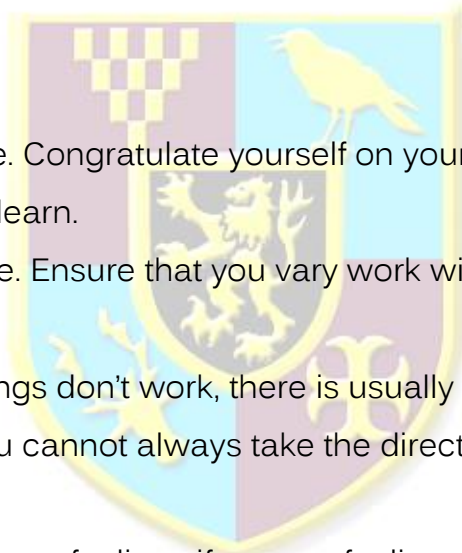 e. Congratulate yourself on your
learn.
e. Ensure that you vary work wi
ngs don't work, there is usually
u cannot always take the direct